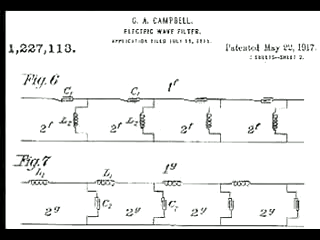 G. A. CAMPBELL.
ELECTRIC WAVE FILTER.
APPLICATION FILED JULY 15, 1915.
1,227,113.
Patented May 22, 1917.
2 SHEETS—SHEET 2.
Fig. 6
1f
C1 C1
L2
2f 2f 2f 2f
Fig. 7
1g
L1 L1
C2 C2
2g 2g 2g 2g